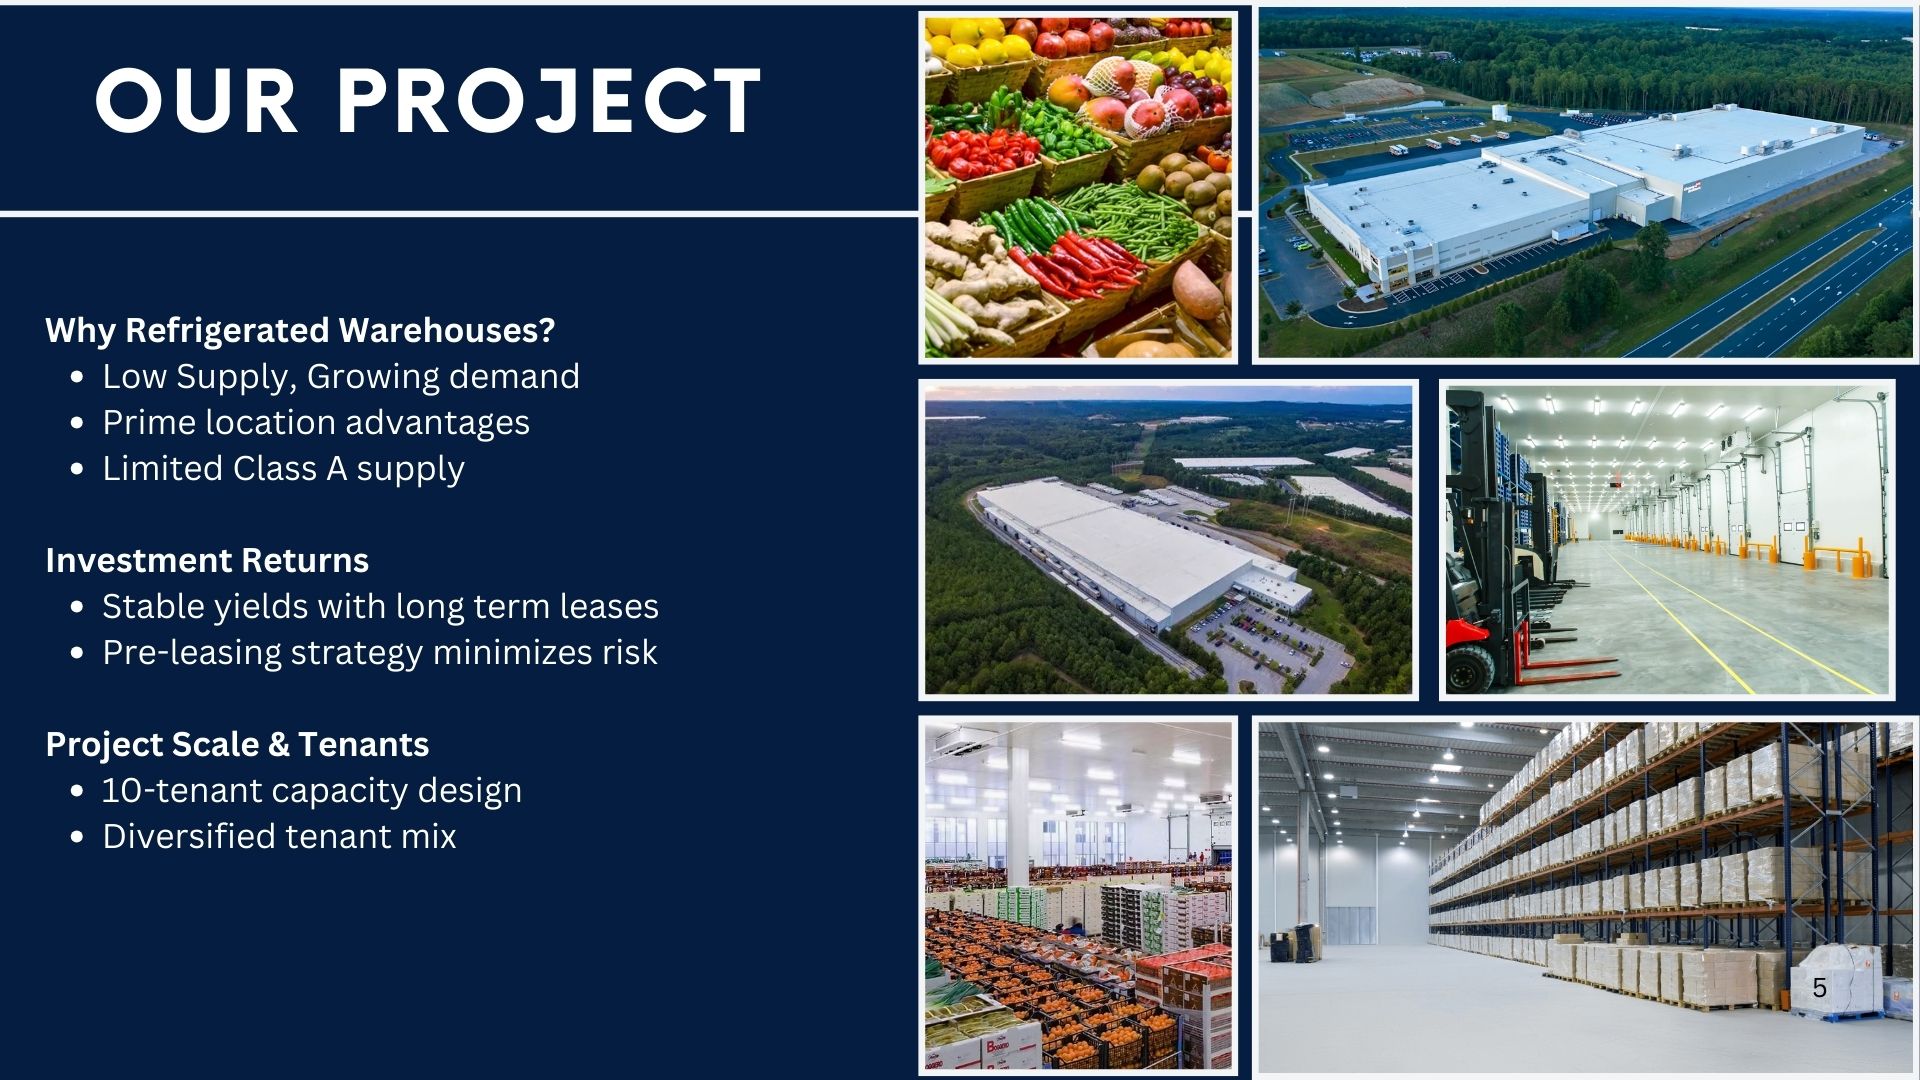 OUR PROJECT
Why Refrigerated Warehouses?
• Low Supply, Growing demand
• Prime location advantages
• Limited Class A supply
Investment Returns
• Stable yields with long term leases
• Pre-leasing strategy minimizes risk
Project Scale & Tenants
• 10-tenant capacity design
• Diversified tenant mix
5